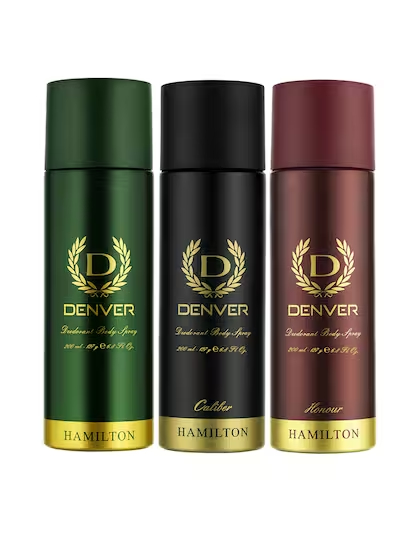 D
DENVER
Deodorant Body Spray
HAMILTON
D
DENVER
Deodorant Body Spray
Caliber
HAMILTON
D
DENVER
Deodorant Body Spray
Honour
HAMILTON